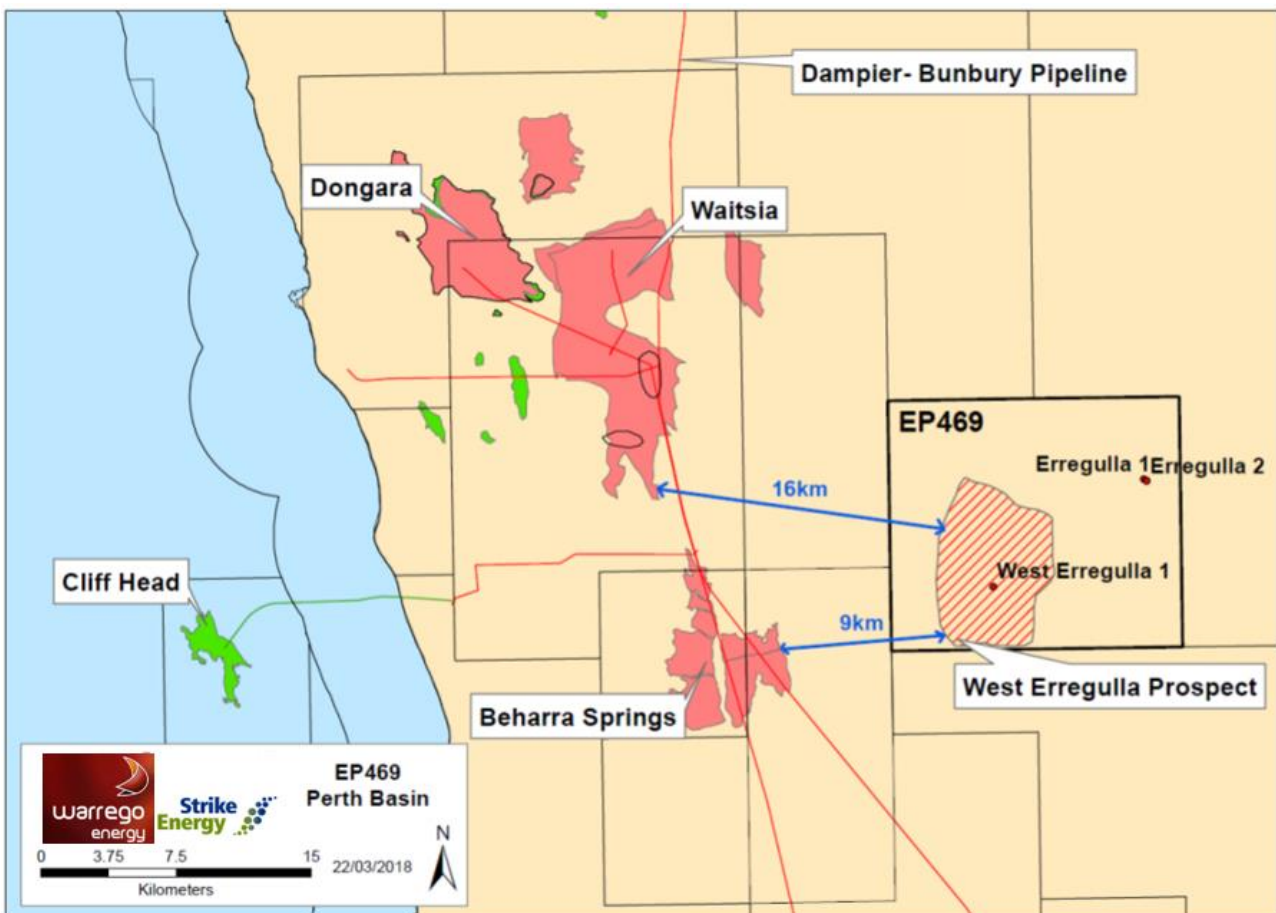 Dampier- Bunbury Pipeline
Dongara
Waitsia
EP469
Erregulla 1
Erregulla 2
16km
West Erregulla 1
Cliff Head
9km
West Erregulla Prospect
Beharra Springs
warrego
energy
Strike
Energy
EP469
Perth Basin
N
0 3.75 7.5 15
Kilometers
22/03/2018